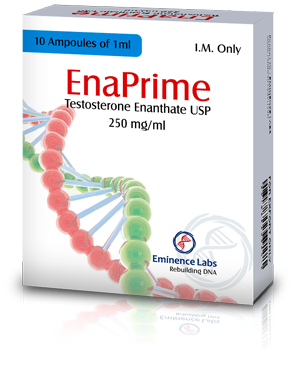 10 Ampoules of 1ml
I.M. Only
EnaPrime
Testosterone Enanthate USP
250 mg/ml
Eminence Labs
Rebuilding DNA